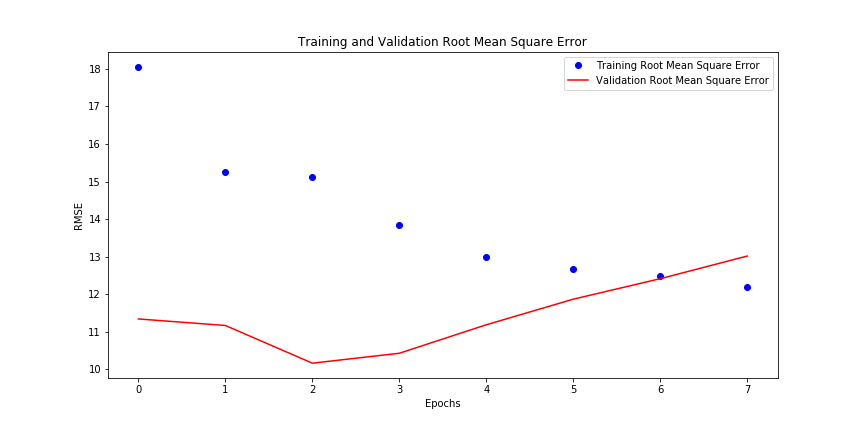 Training and Validation Root Mean Square Error
Training Root Mean Square Error
Validation Root Mean Square Error
18
17
16
15
14
13
12
11
10
RMSE
0 1 2 3 4 5 6 7
Epochs